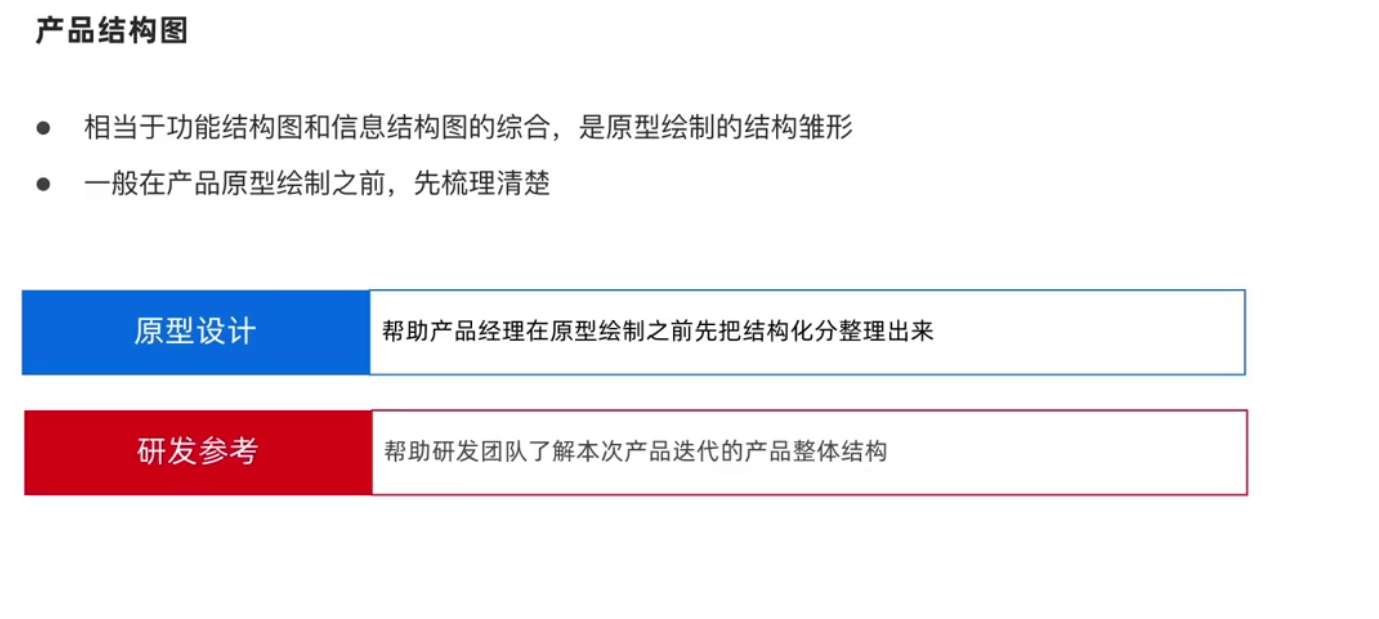 产品结构图
● 相当于功能结构图和信息结构图的综合，是原型绘制的结构雏形
● 一般在产品原型绘制之前，先梳理清楚
原型设计 帮助产品经理在原型绘制之前先把结构化分整理出来
研发参考 帮助研发团队了解本次产品迭代的产品整体结构